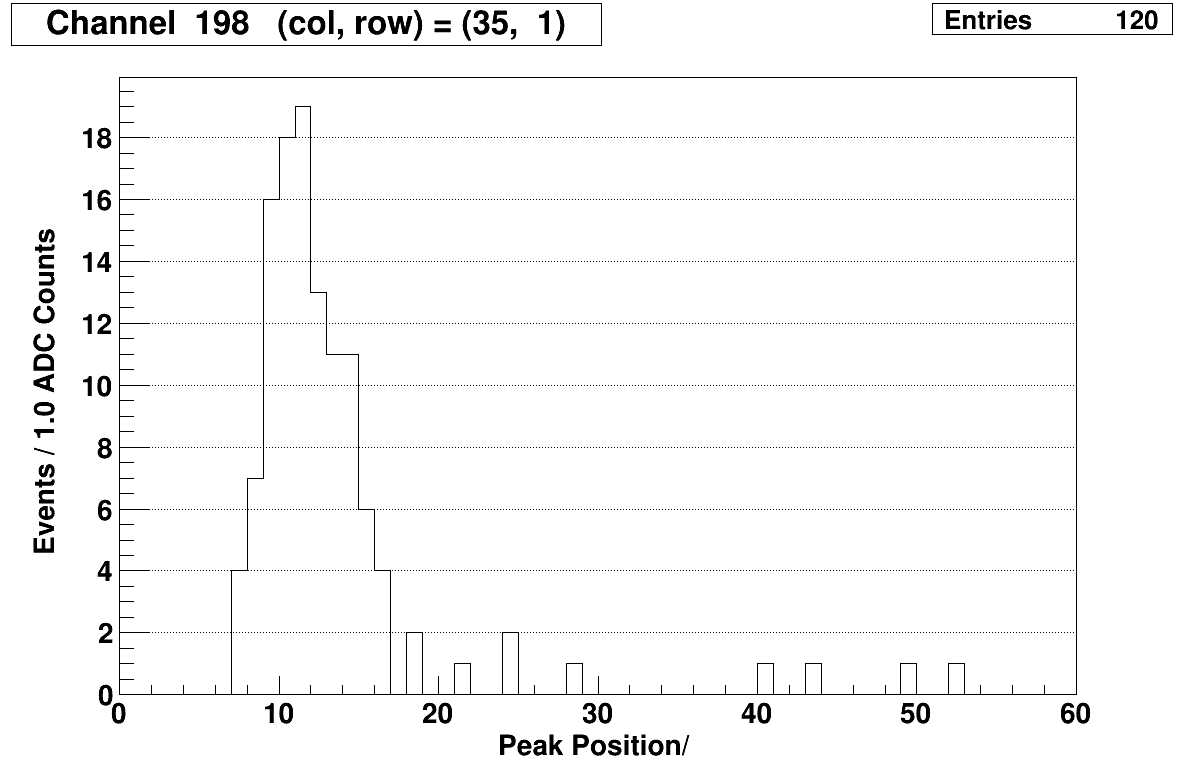 Channel 198 (col, row) = (35, 1)
Entries 120
Events / 1.0 ADC Counts
18
16
14
12
10
8
6
4
2
0
0 10 20 30 40 50 60
Peak Position/